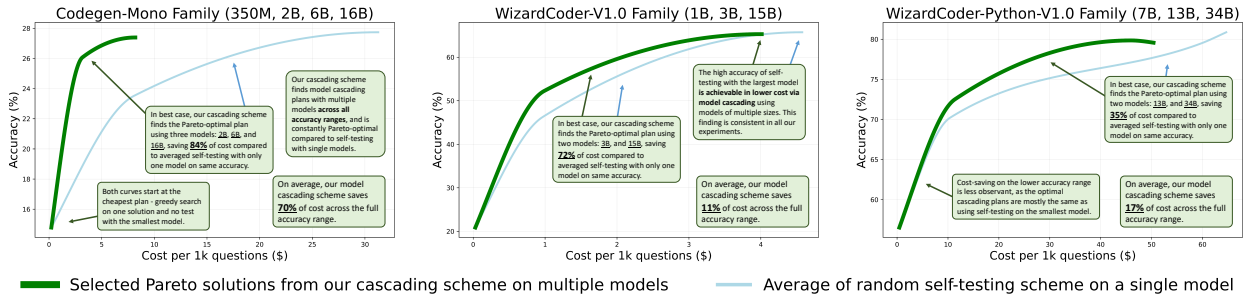 Codegen-Mono Family (350M, 2B, 6B, 16B)
28
26
24
22
20
18
16
Accuracy (%)
0
5
10
15
20
25
30
Cost per 1k questions ($)
In best case, our cascading scheme
finds the Pareto-optimal plan
using three models: 2B, 6B, and
16B, saving 84% of cost compared
to averaged self-testing with only
one model on same accuracy.
Our cascading scheme
finds model cascading
plans with multiple
models across all
accuracy ranges, and is
constantly Pareto-optimal
compared to self-testing
with single models.
Both curves start at the
cheapest plan - greedy search
on one solution and no test
with the smallest model.
On average, our model
cascading scheme saves
70% of cost across the full
accuracy range.
WizardCoder-V1.0 Family (1B, 3B, 15B)
60
50
40
30
20
Accuracy (%)
0
1
2
3
4
Cost per 1k questions ($)
The high accuracy of self-
testing with the largest model
is achievable in lower cost via
model cascading using
models of multiple sizes. This
finding is consistent in all our
experiments.
In best case, our cascading scheme
finds the Pareto-optimal plan using
two models: 3B, and 15B, saving
72% of cost compared to
averaged self-testing with only one
model on same accuracy.
On average, our model
cascading scheme saves
11% of cost across the full
accuracy range.
WizardCoder-Python-V1.0 Family (7B, 13B, 34B)
80
75
70
65
60
Accuracy (%)
0
10
20
30
40
50
60
Cost per 1k questions ($)
In best case, our cascading scheme
finds the Pareto-optimal plan using
two models: 13B, and 34B, saving
35% of cost compared to
averaged self-testing with only one
model on same accuracy.
Cost-saving on the lower accuracy range
is less observant, as the optimal
cascading plans are mostly the same as
using self-testing on the smallest model.
On average, our model
cascading scheme saves
17% of cost across the full
accuracy range.
Selected Pareto solutions from our cascading scheme on multiple models
Average of random self-testing scheme on a single model